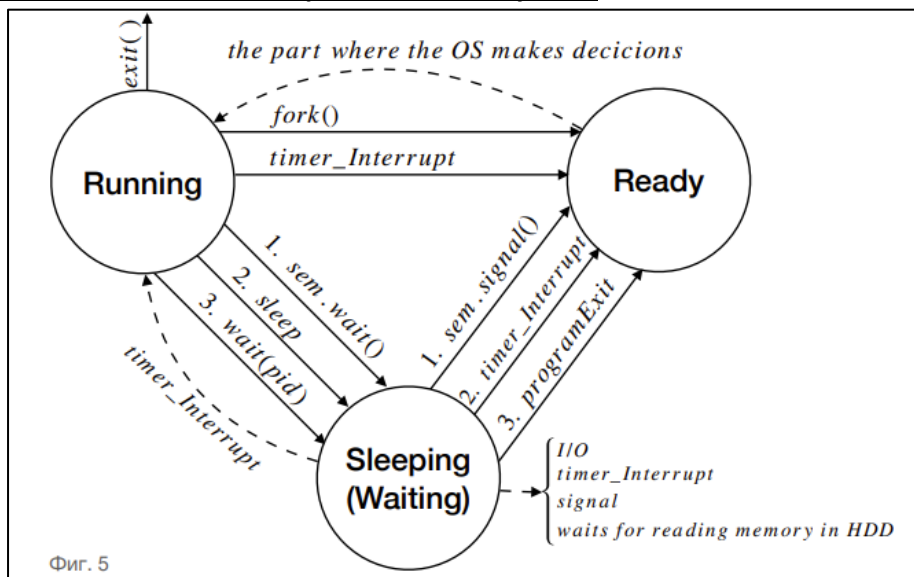 exit()
the part where the OS makes decicions
fork()
timer_Interrupt
Running
Ready
1. sem.wait()
2. sleep
3. wait(pid)
timer_Interrupt
1. sem.signal()
2. timer_Interrupt
3. programExit
Sleeping
(Waiting)
I/O
timer_Interrupt
signal
waits for reading memory in HDD
Фиг. 5